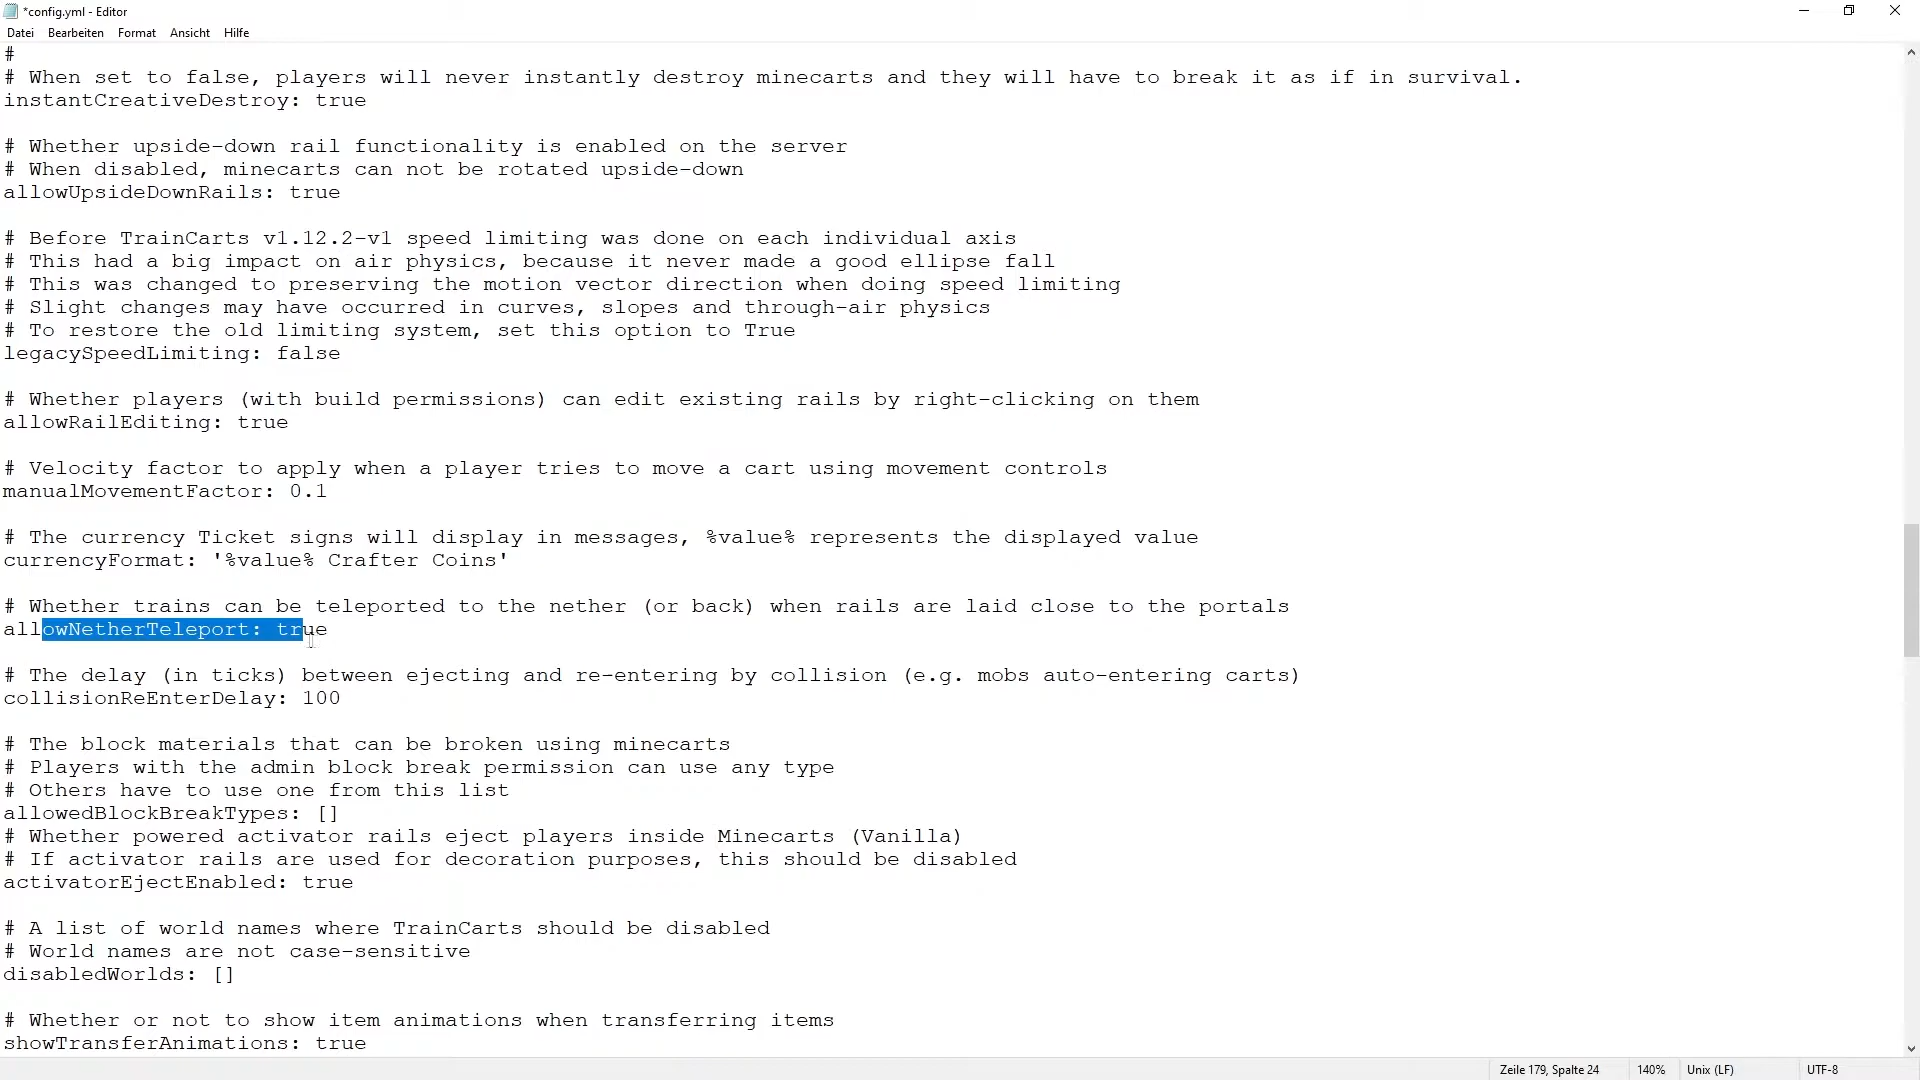 *config.yml - Editor
Datei Bearbeiten Format Ansicht Hilfe
#
# When set to false, players will never instantly destroy minecarts and they will have to break it as if in survival.
instantCreativeDestroy: true
# Whether upside-down rail functionality is enabled on the server
# When disabled, minecarts can not be rotated upside-down
allowUpsideDownRails: true
# Before TrainCarts v1.12.2-v1 speed limiting was done on each individual axis
# This had a big impact on air physics, because it never made a good ellipse fall
# This was changed to preserving the motion vector direction when doing speed limiting
# Slight changes may have occurred in curves, slopes and through-air physics
# To restore the old limiting system, set this option to True
legacySpeedLimiting: false
# Whether players (with build permissions) can edit existing rails by right-clicking on them
allowRailEditing: true
# Velocity factor to apply when a player tries to move a cart using movement controls
manualMovementFactor: 0.1
# The currency Ticket signs will display in messages, %value% represents the displayed value
currencyFormat: '%value% Crafter Coins'
# Whether trains can be teleported to the nether (or back) when rails are laid close to the portals
allowNetherTeleport: true
# The delay (in ticks) between ejecting and re-entering by collision (e.g. mobs auto-entering carts)
collisionReEnterDelay: 100
# The block materials that can be broken using minecarts
# Players with the admin block break permission can use any type
# Others have to use one from this list
allowedBlockBreakTypes: []
# Whether powered activator rails eject players inside Minecarts (Vanilla)
# If activator rails are used for decoration purposes, this should be disabled
activatorEjectEnabled: true
# A list of world names where TrainCarts should be disabled
# World names are not case-sensitive
disabledWorlds: []
# Whether or not to show item animations when transferring items
showTransferAnimations: true
Zeile 179, Spalte 24 140% Unix (LF) UTF-8